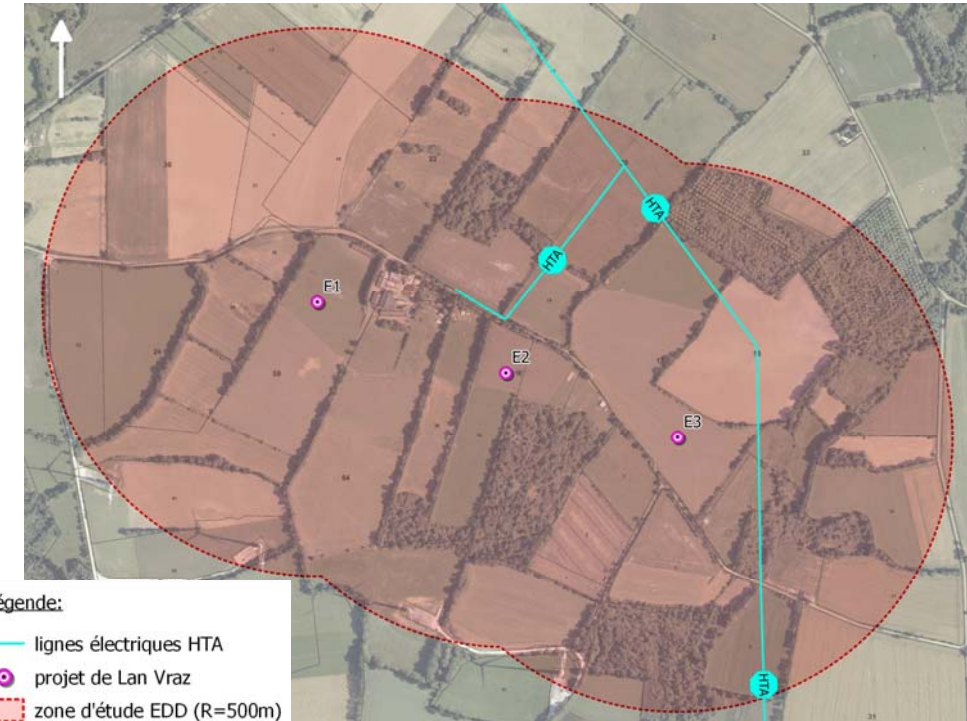 HTA
HTA
E1
E2
E3
HTA
égende:
lignes électriques HTA
projet de Lan Vraz
zone d'étude EDD (R=500m)